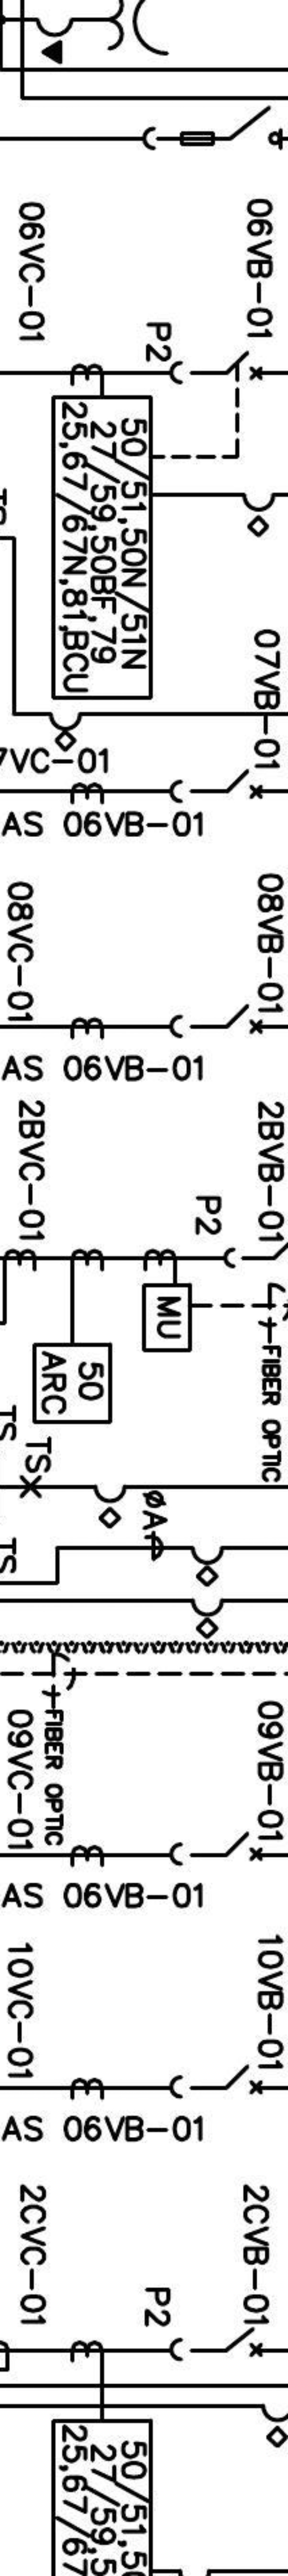 06VB-01
06VC-01
P2
50/51,50N/51N
27/59,50BF,79
25,67/67N,81,BCU
TS
07VB-01
7VC-01
AS 06VB-01
08VB-01
08VC-01
AS 06VB-01
2BVB-01
2BVC-01
P2
MU
FIBER OPTIC
50
ARC
TS
TS
ØA
TS
FIBER OPTIC
09VB-01
09VC-01
AS 06VB-01
10VB-01
10VC-01
AS 06VB-01
2CVB-01
2CVC-01
P2
50/51,50
27/59,5
25,67/67